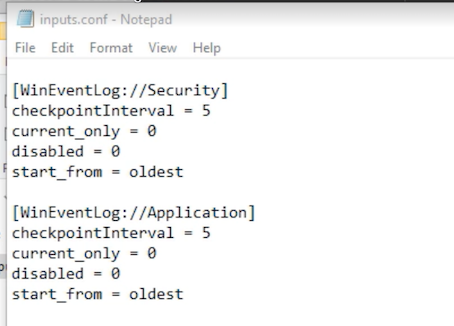 inputs.conf - Notepad
File Edit Format View Help
[WinEventLog://Security]
checkpointInterval = 5
current_only = 0
disabled = 0
start_from = oldest
[WinEventLog://Application]
checkpointInterval = 5
current_only = 0
disabled = 0
start_from = oldest